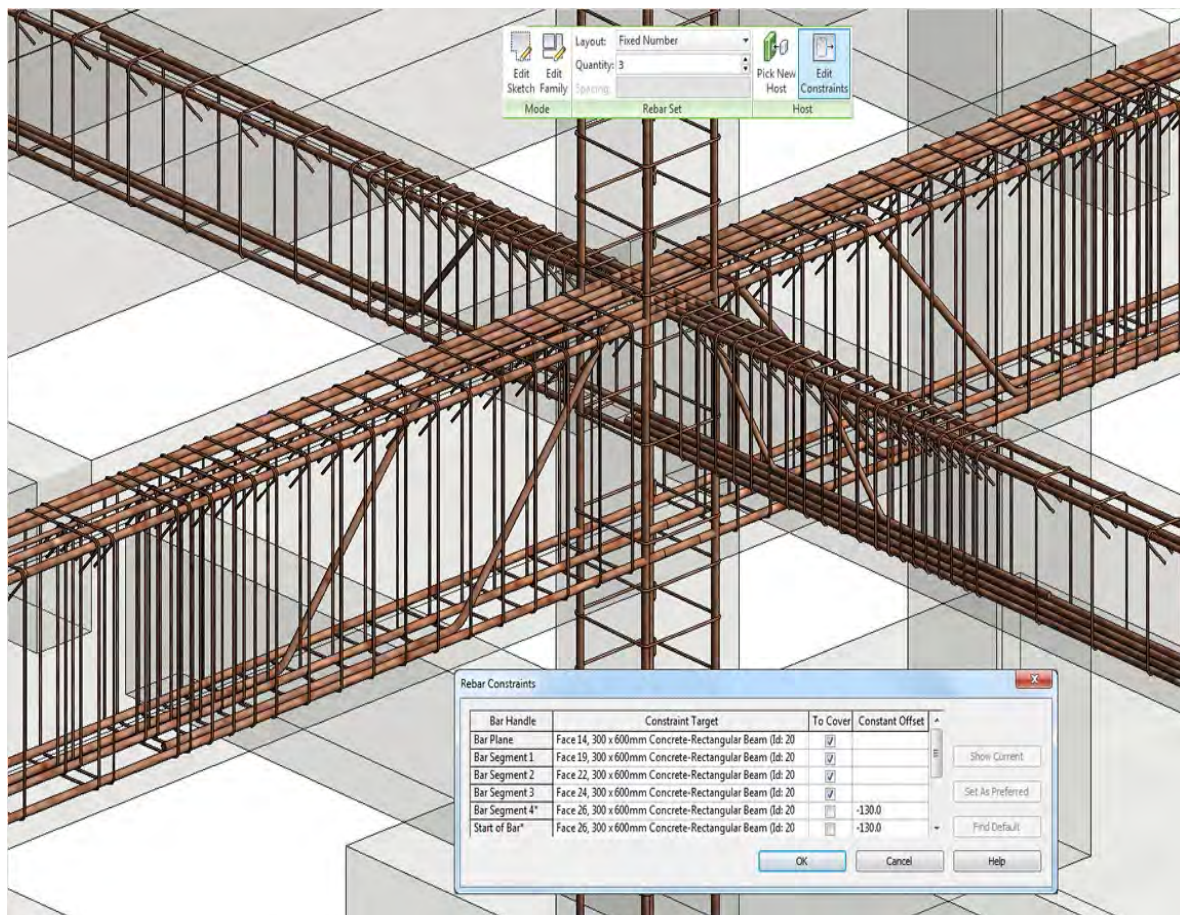 Layout: Fixed Number
Quantity: 3
Spacing:
Edit Sketch
Edit Family
Pick New Host
Edit Constraints
Mode
Rebar Set
Host
Rebar Constraints
Bar Handle Constraint Target To Cover Constant Offset
Bar Plane Face 14, 300 x 600mm Concrete-Rectangular Beam (Id: 20
Bar Segment 1 Face 19, 300 x 600mm Concrete-Rectangular Beam (Id: 20
Bar Segment 2 Face 22, 300 x 600mm Concrete-Rectangular Beam (Id: 20
Bar Segment 3 Face 24, 300 x 600mm Concrete-Rectangular Beam (Id: 20
Bar Segment 4* Face 26, 300 x 600mm Concrete-Rectangular Beam (Id: 20 -130.0
Start of Bar* Face 26, 300 x 600mm Concrete-Rectangular Beam (Id: 20 -130.0
Show Current
Set As Preferred
Find Default
OK Cancel Help